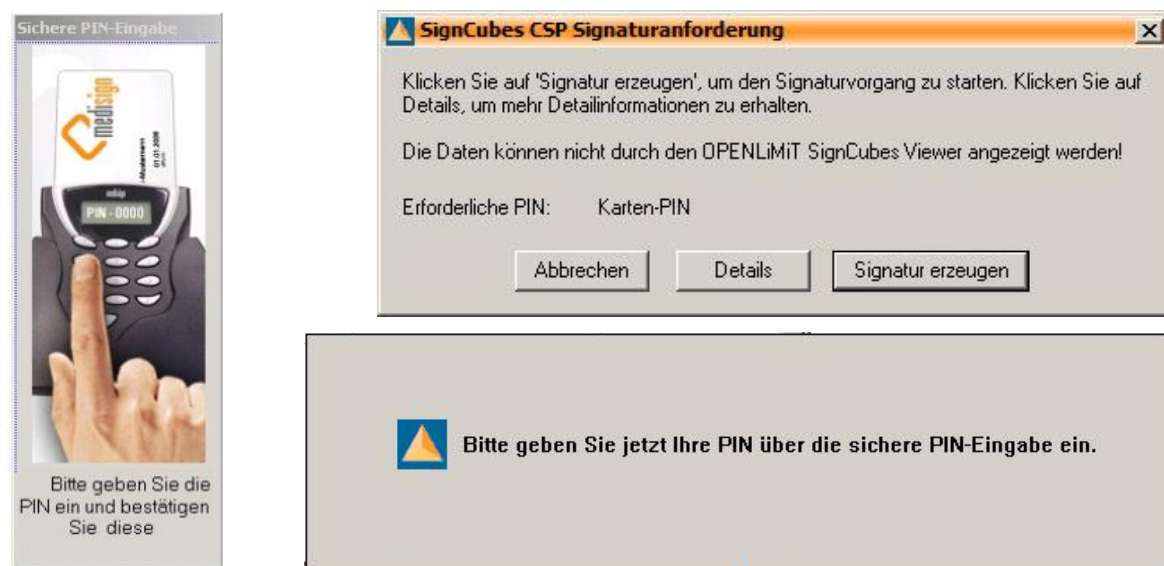 Sichere PIN-Eingabe
medisign
01.01.2008
PIN - 0000
Bitte geben Sie die
PIN ein und bestätigen
Sie diese
SignCubes CSP Signaturanforderung
Klicken Sie auf 'Signatur erzeugen', um den Signaturvorgang zu starten. Klicken Sie auf
Details, um mehr Detailinformationen zu erhalten.
Die Daten können nicht durch den OPENLiMiT SignCubes Viewer angezeigt werden!
Erforderliche PIN: Karten-PIN
Abbrechen Details Signatur erzeugen
Bitte geben Sie jetzt Ihre PIN über die sichere PIN-Eingabe ein.